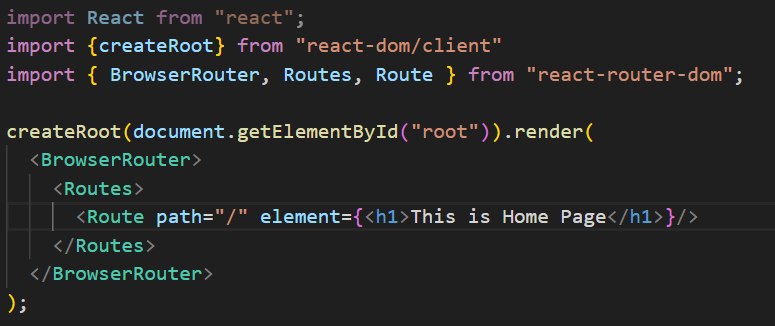 import React from "react";
import {createRoot} from "react-dom/client"
import { BrowserRouter, Routes, Route } from "react-router-dom";
createRoot(document.getElementById("root")).render(
<BrowserRouter>
<Routes>
<Route path="/" element={<h1>This is Home Page</h1>}/>
</Routes>
</BrowserRouter>
);